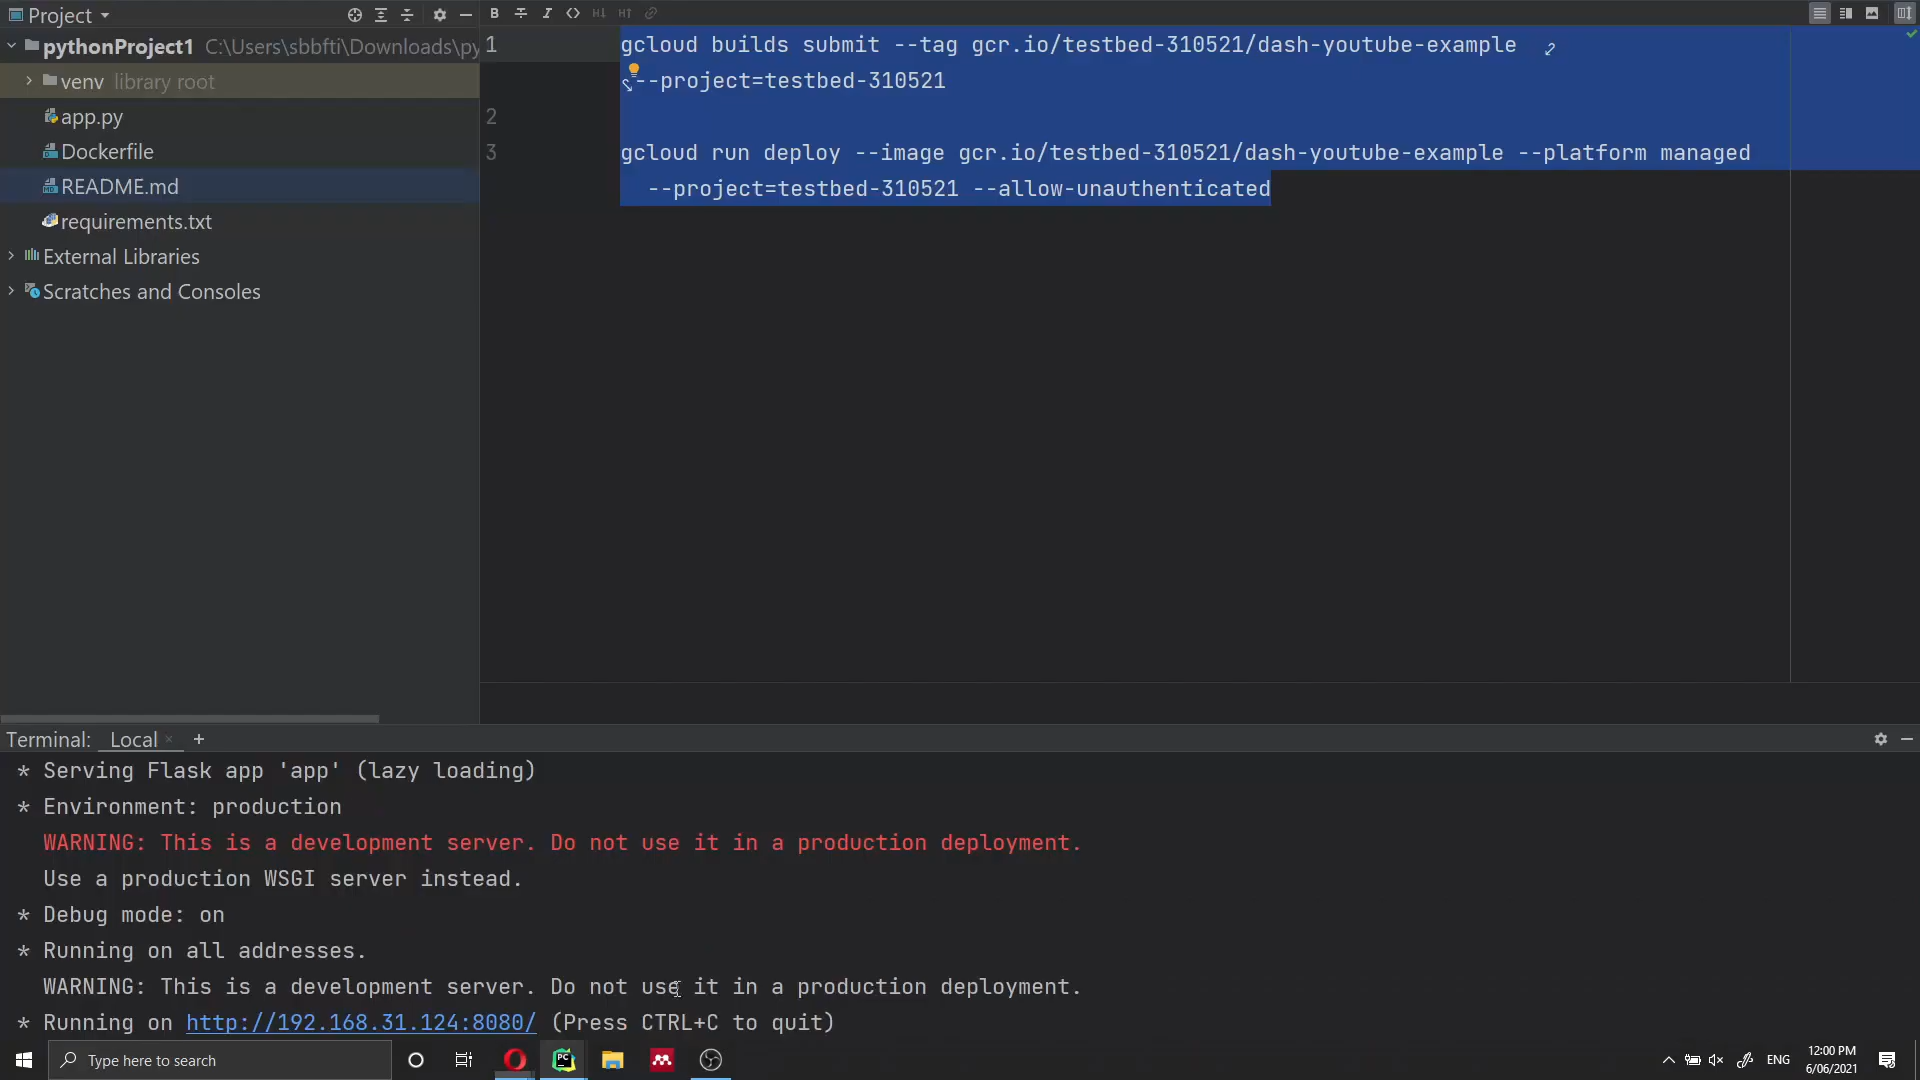 Project
pythonProject1 C:\Users\sbbfti\Downloads\py
venv library root
app.py
Dockerfile
README.md
requirements.txt
External Libraries
Scratches and Consoles
1 gcloud builds submit --tag gcr.io/testbed-310521/dash-youtube-example
--project=testbed-310521
2
3 gcloud run deploy --image gcr.io/testbed-310521/dash-youtube-example --platform managed
--project=testbed-310521 --allow-unauthenticated
Terminal: Local × +
* Serving Flask app 'app' (lazy loading)
* Environment: production
WARNING: This is a development server. Do not use it in a production deployment.
Use a production WSGI server instead.
* Debug mode: on
* Running on all addresses.
WARNING: This is a development server. Do not use it in a production deployment.
* Running on http://192.168.31.124:8080/ (Press CTRL+C to quit)
Type here to search
PC
ENG
12:00 PM
6/06/2021